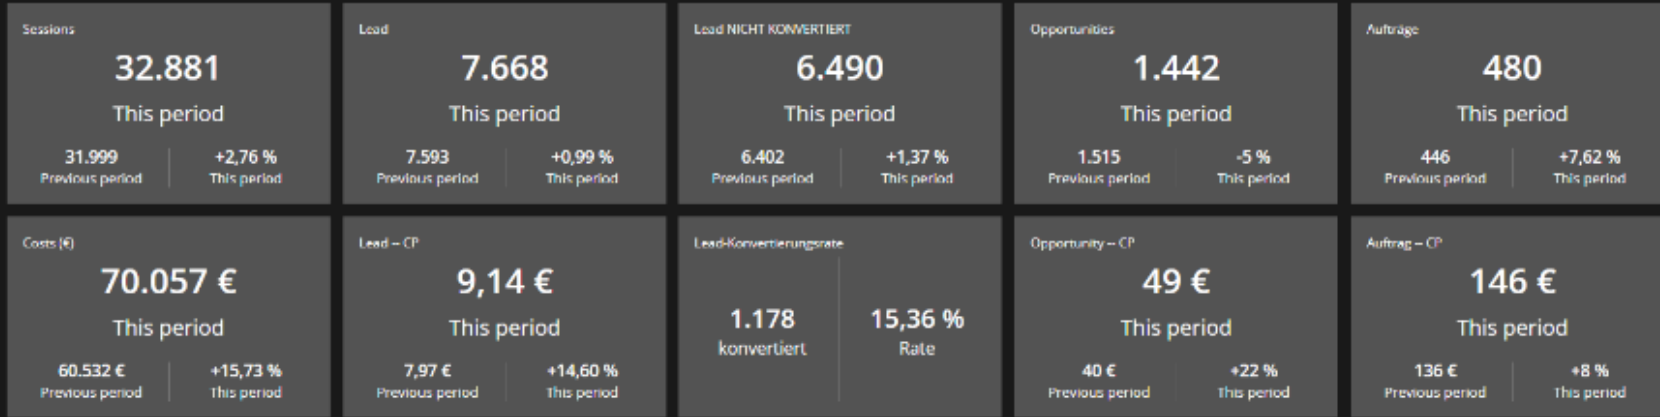 Sessions
32.881
This period
31.999
Previous period
+2,76 %
This period
Lead
7.668
This period
7.593
Previous period
+0,99 %
This period
Lead NICHT KONVERTIERT
6.490
This period
6.402
Previous period
+1,37 %
This period
Opportunities
1.442
This period
1.515
Previous period
-5 %
This period
Aufträge
480
This period
446
Previous period
+7,62 %
This period
Costs (€)
70.057 €
This period
60.532 €
Previous period
+15,73 %
This period
Lead – CP
9,14 €
This period
7,97 €
Previous period
+14,60 %
This period
Lead-Konvertierungsrate
1.178
konvertiert
15,36 %
Rate
Opportunity – CP
49 €
This period
40 €
Previous period
+22 %
This period
Auftrag – CP
146 €
This period
136 €
Previous period
+8 %
This period